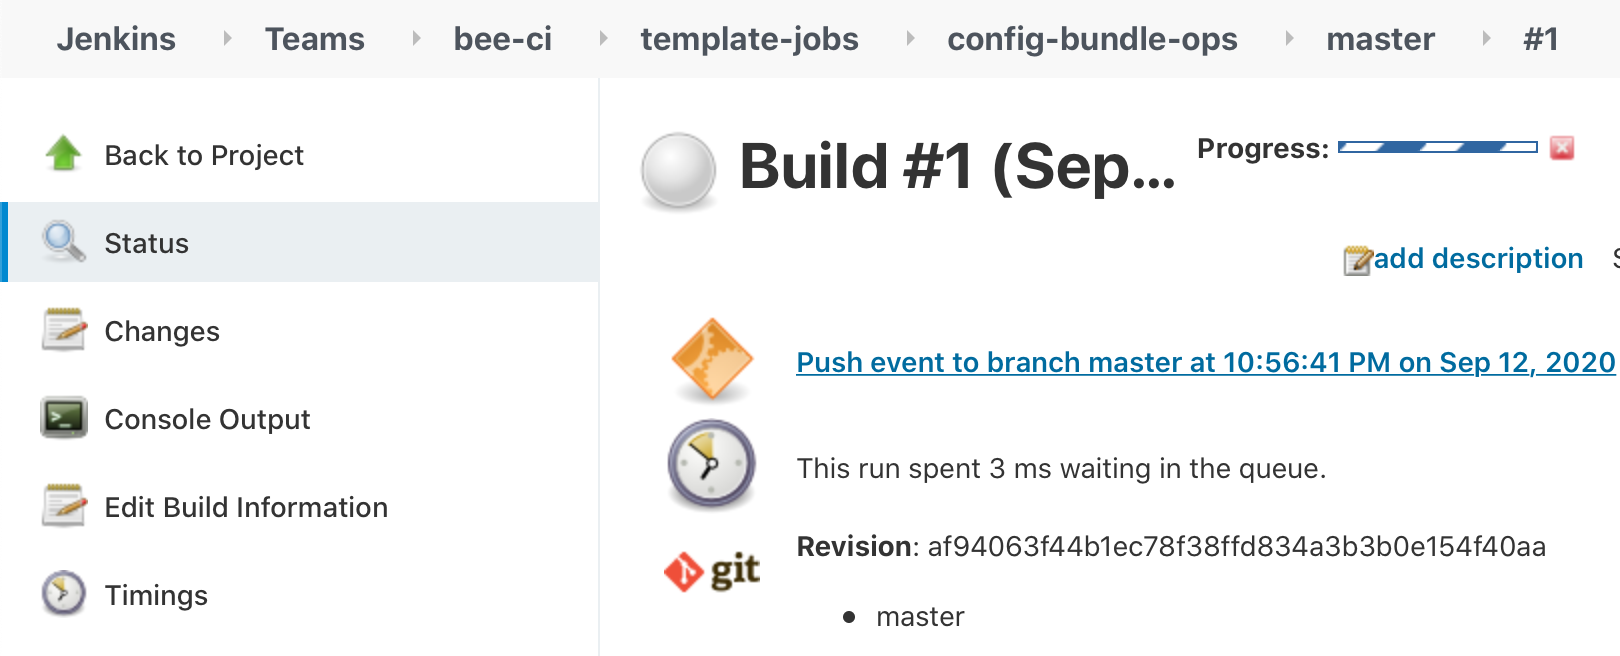 Jenkins Teams bee-ci template-jobs config-bundle-ops master #1
Back to Project
Status
Changes
Console Output
Edit Build Information
Timings
Build #1 (Sep...
Progress:
add description
Push event to branch master at 10:56:41 PM on Sep 12, 2020
This run spent 3 ms waiting in the queue.
git
Revision: af94063f44b1ec78f38ffd834a3b3b0e154f40aa
master